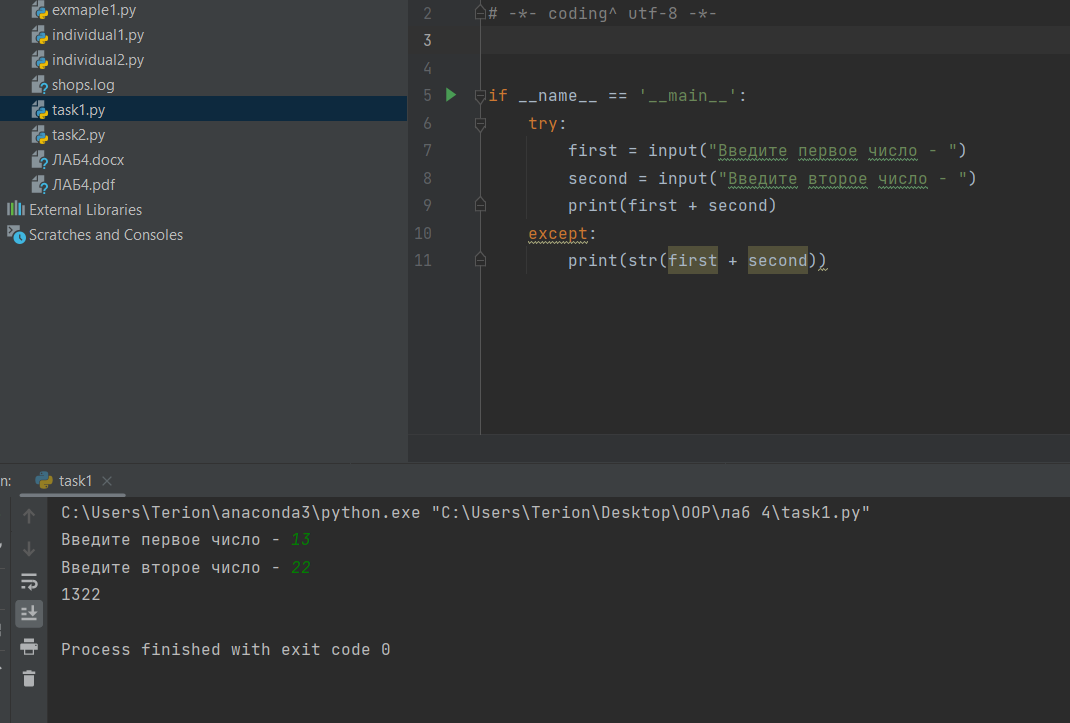 exmaple1.py
individual1.py
individual2.py
shops.log
task1.py
task2.py
ЛАБ4.docx
ЛАБ4.pdf
External Libraries
Scratches and Consoles
2 # -*- coding^ utf-8 -*-
3
4
5 if __name__ == '__main__':
6 try:
7 first = input("Введите первое число - ")
8 second = input("Введите второе число - ")
9 print(first + second)
10 except:
11 print(str(first + second))
n: task1
C:\Users\Terion\anaconda3\python.exe "C:\Users\Terion\Desktop\OOP\лаб 4\task1.py"
Введите первое число - 13
Введите второе число - 22
1322
Process finished with exit code 0